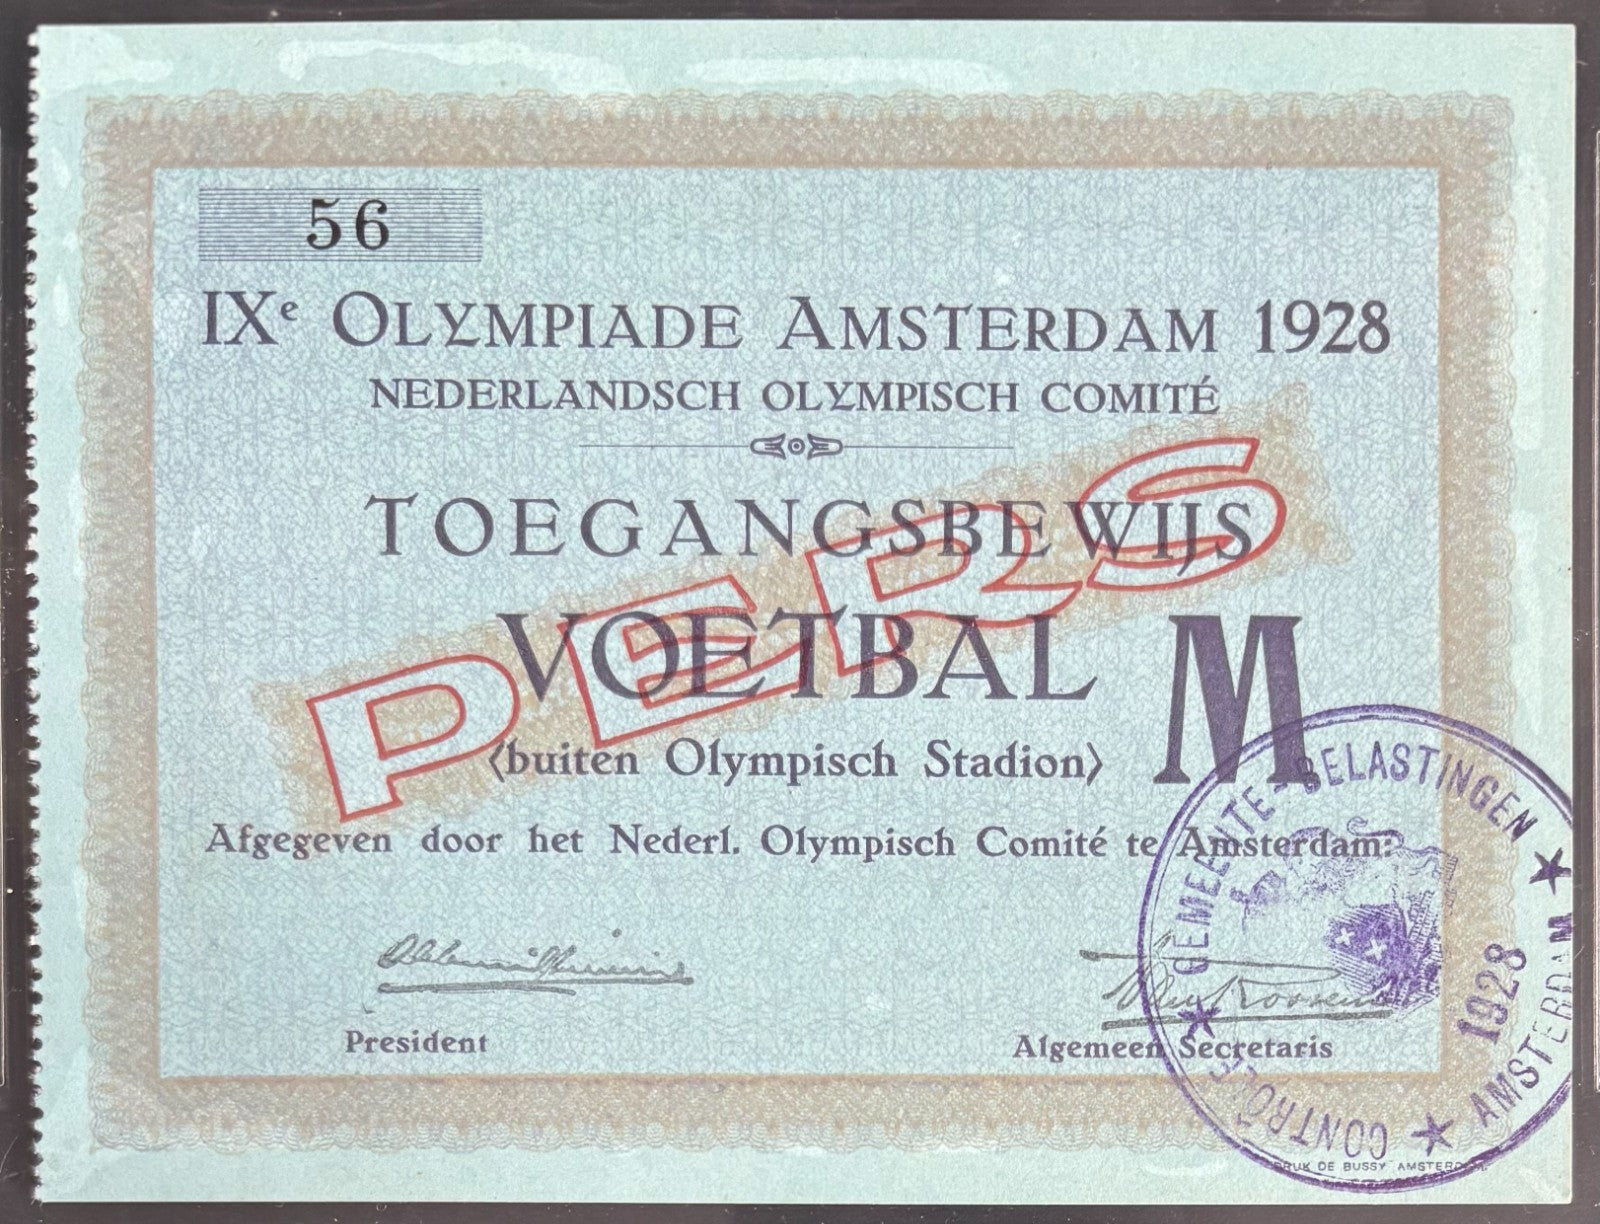 56
IXe OLYMPIADE AMSTERDAM 1928
NEDERLANDSCH OLYMPISCH COMITÉ
TOEGANGSBEWIJS
PERS
VOETBAL M
(buiten Olympisch Stadion)
Afgegeven door het Nederl. Olympisch Comité te Amsterdam:
President
Algemeen Secretaris
GEMEENTE-BELASTINGEN
AMSTERDAM
CONTRÔLE
1928
DRUK DE BUSSY AMSTERDAM